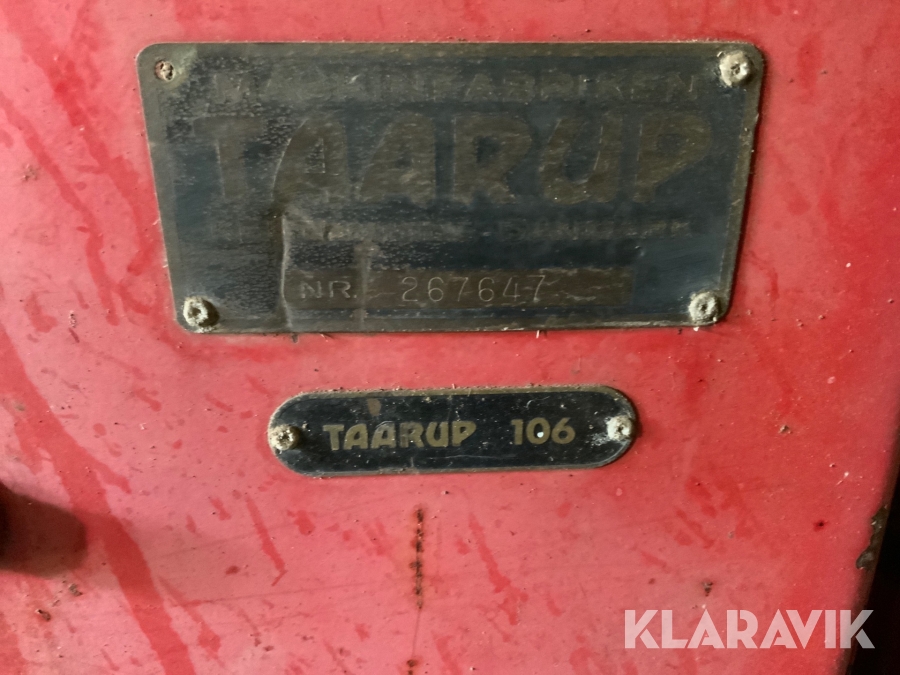 MASKINFABRIKEN
TAARUP
NR. 267647
TAARUP 106
KLARAVIK